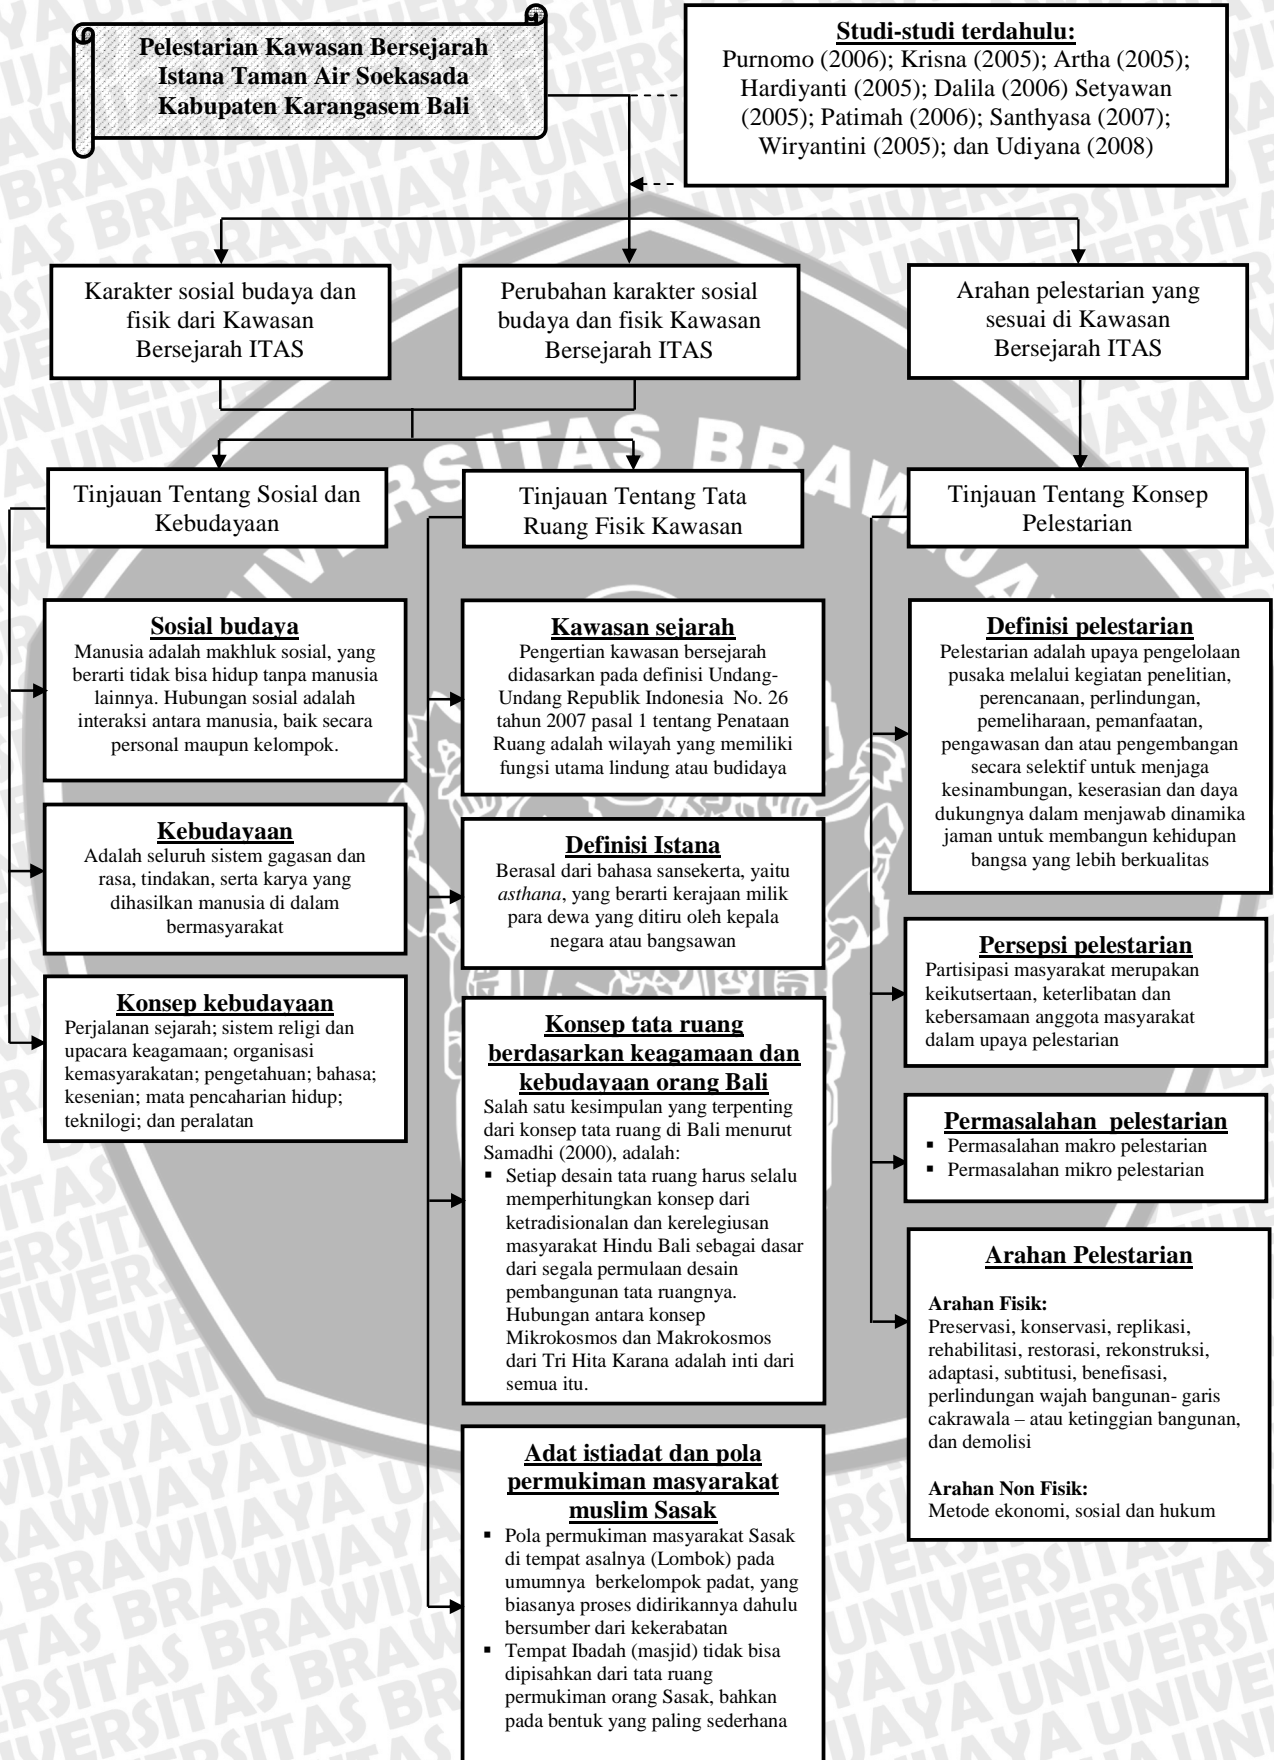 Pelestarian Kawasan Bersejarah
Istana Taman Air Soekasada
Kabupaten Karangasem Bali
Studi-studi terdahulu:
Purnomo (2006); Krisna (2005); Artha (2005);
Hardiyanti (2005); Dalila (2006) Setyawan
(2005); Patimah (2006); Santhyasa (2007);
Wiryantini (2005); dan Udiyana (2008)
Karakter sosial budaya dan
fisik dari Kawasan
Bersejarah ITAS
Perubahan karakter sosial
budaya dan fisik Kawasan
Bersejarah ITAS
Arahan pelestarian yang
sesuai di Kawasan
Bersejarah ITAS
Tinjauan Tentang Sosial dan
Kebudayaan
Tinjauan Tentang Tata
Ruang Fisik Kawasan
Tinjauan Tentang Konsep
Pelestarian
Sosial budaya
Manusia adalah makhluk sosial, yang
berarti tidak bisa hidup tanpa manusia
lainnya. Hubungan sosial adalah
interaksi antara manusia, baik secara
personal maupun kelompok.
Kebudayaan
Adalah seluruh sistem gagasan dan
rasa, tindakan, serta karya yang
dihasilkan manusia di dalam
bermasyarakat
Konsep kebudayaan
Perjalanan sejarah; sistem religi dan
upacara keagamaan; organisasi
kemasyarakatan; pengetahuan; bahasa;
kesenian; mata pencaharian hidup;
teknilogi; dan peralatan
Kawasan sejarah
Pengertian kawasan bersejarah
didasarkan pada definisi Undang-
Undang Republik Indonesia No. 26
tahun 2007 pasal 1 tentang Penataan
Ruang adalah wilayah yang memiliki
fungsi utama lindung atau budidaya
Definisi Istana
Berasal dari bahasa sansekerta, yaitu
asthana, yang berarti kerajaan milik
para dewa yang ditiru oleh kepala
negara atau bangsawan
Konsep tata ruang
berdasarkan keagamaan dan
kebudayaan orang Bali
Salah satu kesimpulan yang terpenting
dari konsep tata ruang di Bali menurut
Samadhi (2000), adalah:
▪ Setiap desain tata ruang harus selalu
memperhitungkan konsep dari
ketradisionalan dan kerelegiusan
masyarakat Hindu Bali sebagai dasar
dari segala permulaan desain
pembangunan tata ruangnya.
Hubungan antara konsep
Mikrokosmos dan Makrokosmos
dari Tri Hita Karana adalah inti dari
semua itu.
Adat istiadat dan pola
permukiman masyarakat
muslim Sasak
▪ Pola permukiman masyarakat Sasak
di tempat asalnya (Lombok) pada
umumnya berkelompok padat, yang
biasanya proses didirikannya dahulu
bersumber dari kekerabatan
▪ Tempat Ibadah (masjid) tidak bisa
dipisahkan dari tata ruang
permukiman orang Sasak, bahkan
pada bentuk yang paling sederhana
Definisi pelestarian
Pelestarian adalah upaya pengelolaan
pusaka melalui kegiatan penelitian,
perencanaan, perlindungan,
pemeliharaan, pemanfaatan,
pengawasan dan atau pengembangan
secara selektif untuk menjaga
kesinambungan, keserasian dan daya
dukungnya dalam menjawab dinamika
jaman untuk membangun kehidupan
bangsa yang lebih berkualitas
Persepsi pelestarian
Partisipasi masyarakat merupakan
keikutsertaan, keterlibatan dan
kebersamaan anggota masyarakat
dalam upaya pelestarian
Permasalahan pelestarian
▪ Permasalahan makro pelestarian
▪ Permasalahan mikro pelestarian
Arahan Pelestarian
Arahan Fisik:
Preservasi, konservasi, replikasi,
rehabilitasi, restorasi, rekonstruksi,
adaptasi, subtitusi, benefisasi,
perlindungan wajah bangunan- garis
cakrawala – atau ketinggian bangunan,
dan demolisi
Arahan Non Fisik:
Metode ekonomi, sosial dan hukum